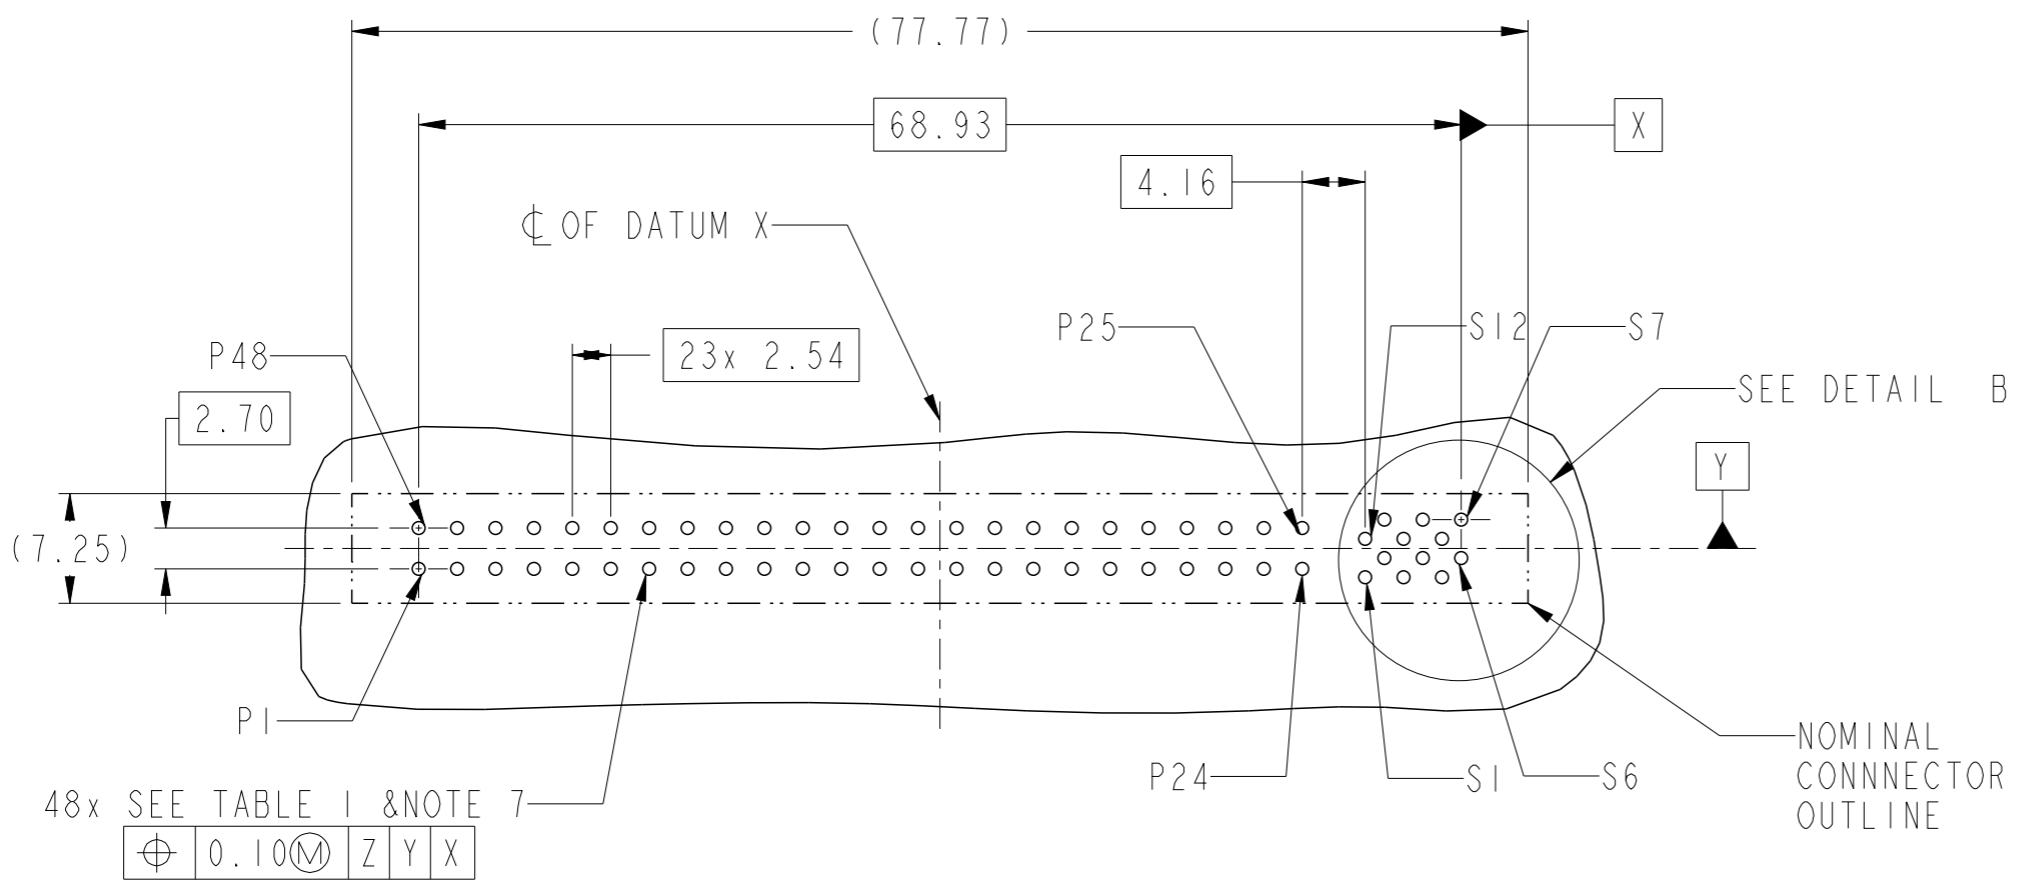 (77.77)
68.93
X
4.16
℄ OF DATUM X
P25
S12
S7
P48
23x 2.54
SEE DETAIL B
2.70
Y
(7.25)
P1
NOMINAL
CONNNECTOR
OUTLINE
P24
S1
S6
48x SEE TABLE 1 &NOTE 7
⌖ 0.10Ⓜ Z Y X